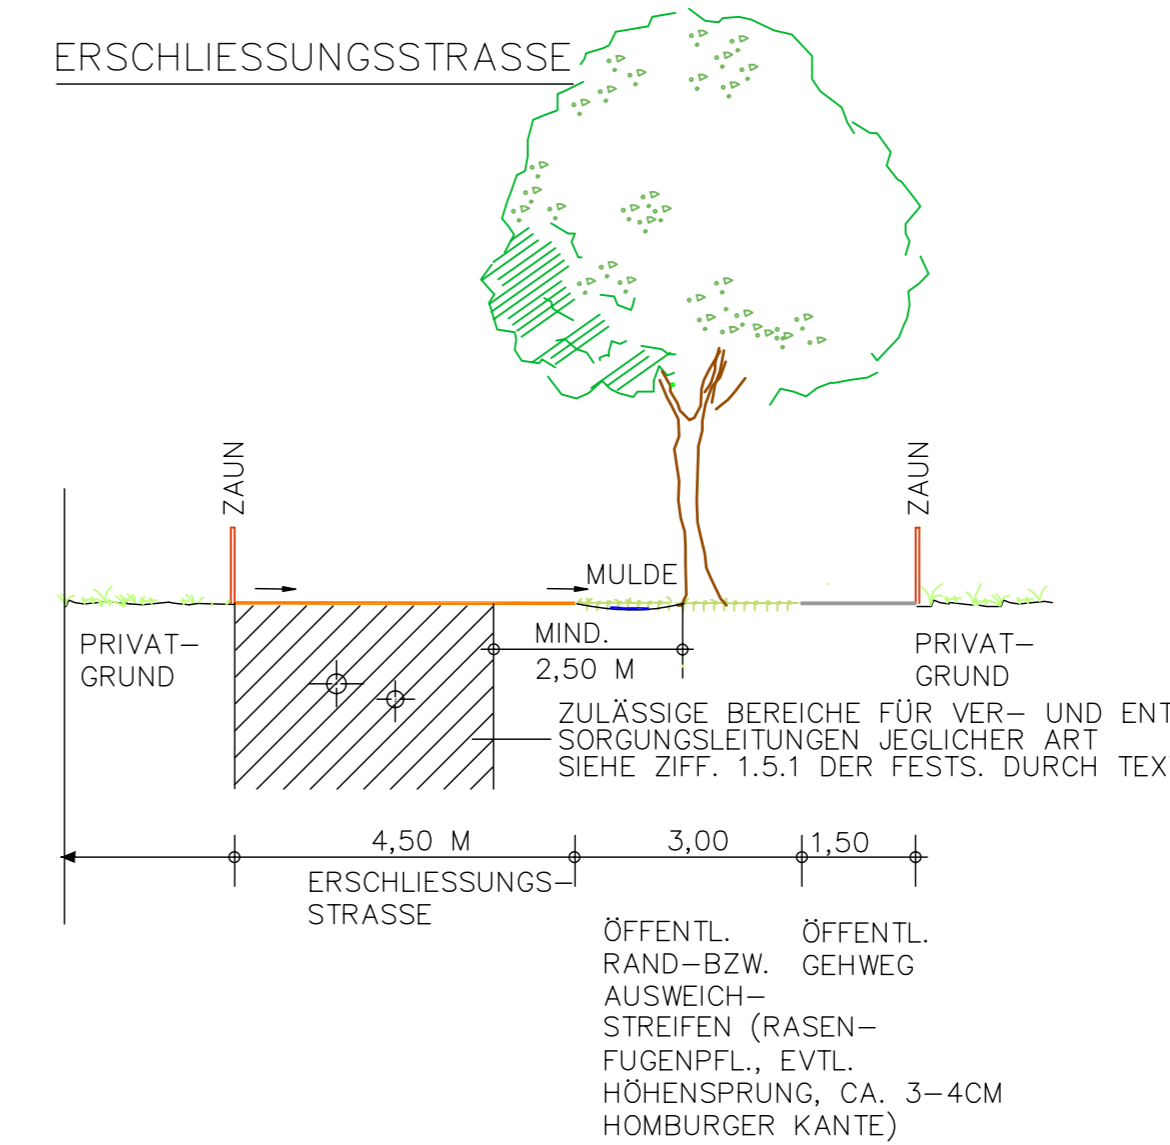 ERSCHLIESSUNGSSTRASSE
ZAUN
ZAUN
MULDE
PRIVAT-
GRUND
MIND.
2,50 M
PRIVAT-
GRUND
ZULÄSSIGE BEREICHE FÜR VER- UND ENT
SORGUNGSLEITUNGEN JEGLICHER ART
SIEHE ZIFF. 1.5.1 DER FESTS. DURCH TEX
4,50 M
3,00
1,50
ERSCHLIESSUNGS-
STRASSE
ÖFFENTL.
RAND-BZW.
AUSWEICH-
STREIFEN (RASEN-
FUGENPFL., EVTL.
HÖHENSPRUNG, CA. 3-4CM
HOMBURGER KANTE)
ÖFFENTL.
GEHWEG